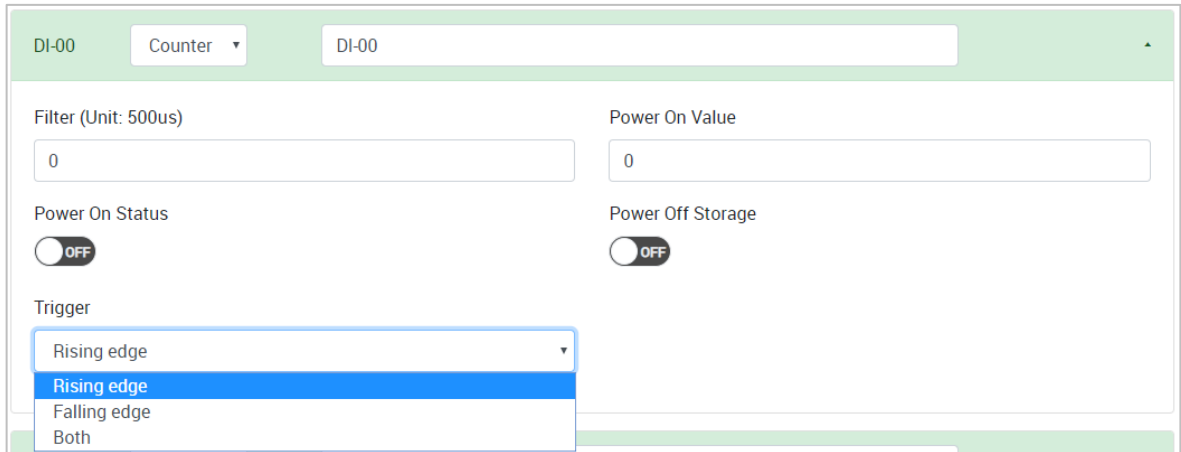 DI-00 Counter DI-00
Filter (Unit: 500us) Power On Value
0 0
Power On Status Power Off Storage
OFF OFF
Trigger
Rising edge
Rising edge
Falling edge
Both